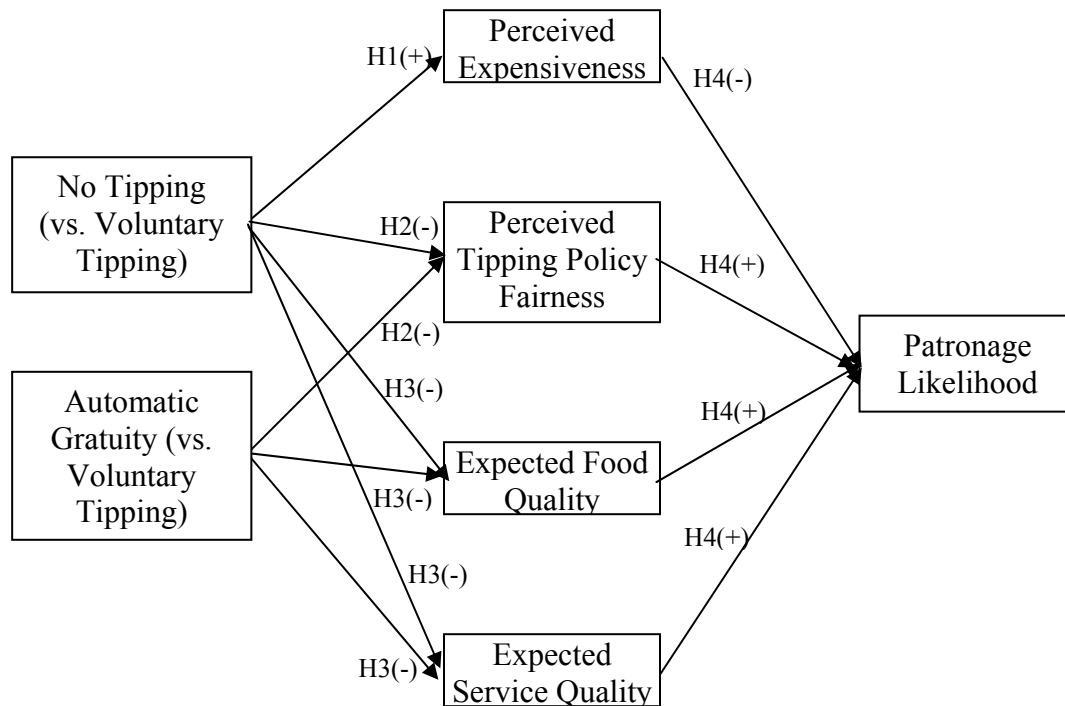 Perceived
Expensiveness
H1(+)
H4(-)
No Tipping
(vs. Voluntary
Tipping)
H2(-)
Perceived
Tipping Policy
Fairness
H4(+)
H2(-)
Patronage
Likelihood
Automatic
Gratuity (vs.
Voluntary
Tipping)
H3(-)
H4(+)
Expected Food
Quality
H3(-)
H4(+)
H3(-)
Expected
Service Quality
H3(-)